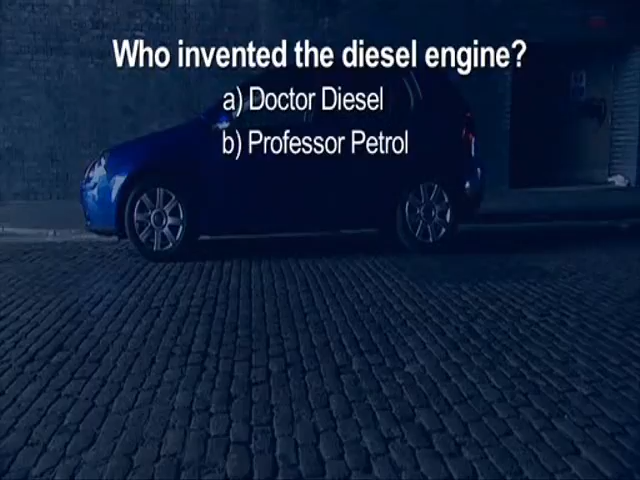 Who invented the diesel engine?
a) Doctor Diesel
b) Professor Petrol